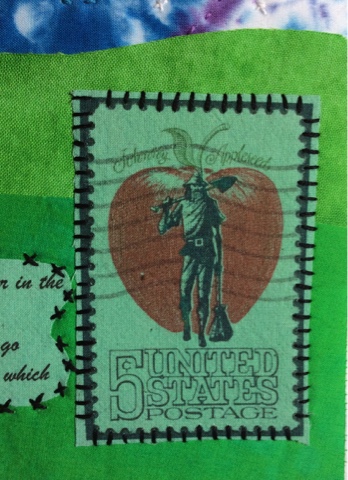 Johnny Appleseed
r in the
go
which
5 UNITED
STATES
POSTAGE